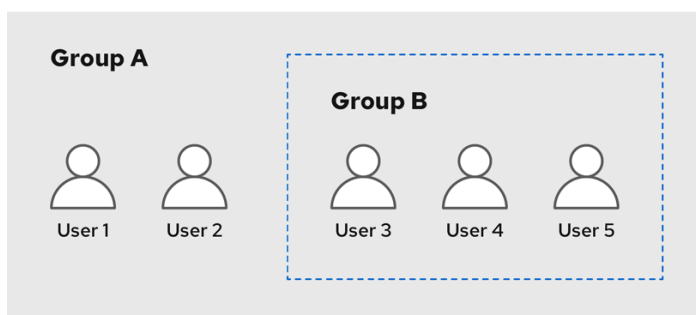 Group A
Group B
User 1
User 2
User 3
User 4
User 5